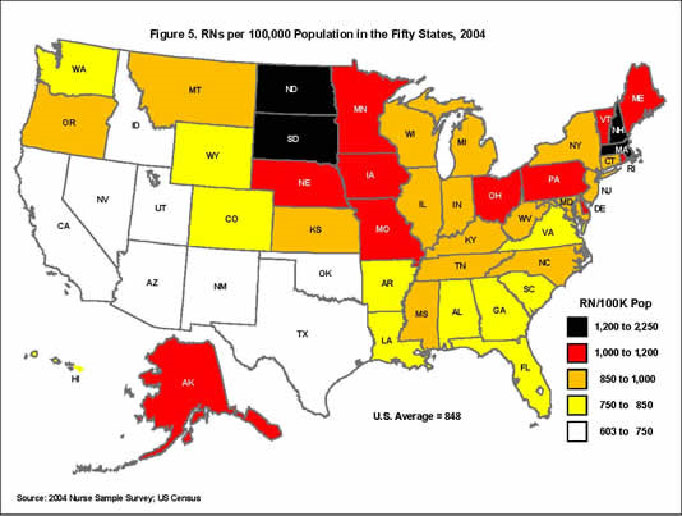 Figure 5. RNs per 100,000 Population in the Fifty States, 2004
WA
MT
ND
MN
ME
VT
NH
OR
ID
SD
WI
MI
NY
MA
CT
RI
WY
NE
IA
PA
NJ
OH
NV
UT
CO
IL
IN
MD
DE
WV
VA
CA
KS
MO
KY
AZ
NM
OK
TN
NC
AR
SC
MS
AL
GA
TX
LA
FL
HI
AK
RN/100K Pop
1,200 to 2,250
1,000 to 1,200
850 to 1,000
750 to 850
603 to 750
U.S. Average = 848
Source: 2004 Nurse Sample Survey; US Census